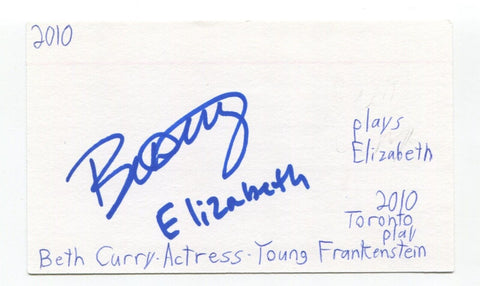 2010
Elizabeth
plays
Elizabeth
2010
Toronto
play
Beth Curry · Actress · Young Frankenstein